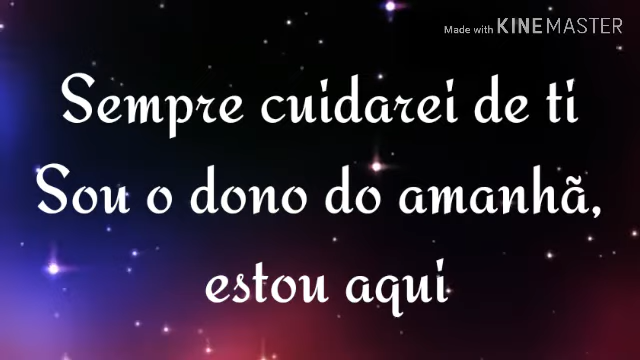 Made with KINEMASTER
Sempre cuidarei de ti
Sou o dono do amanhã,
estou aqui